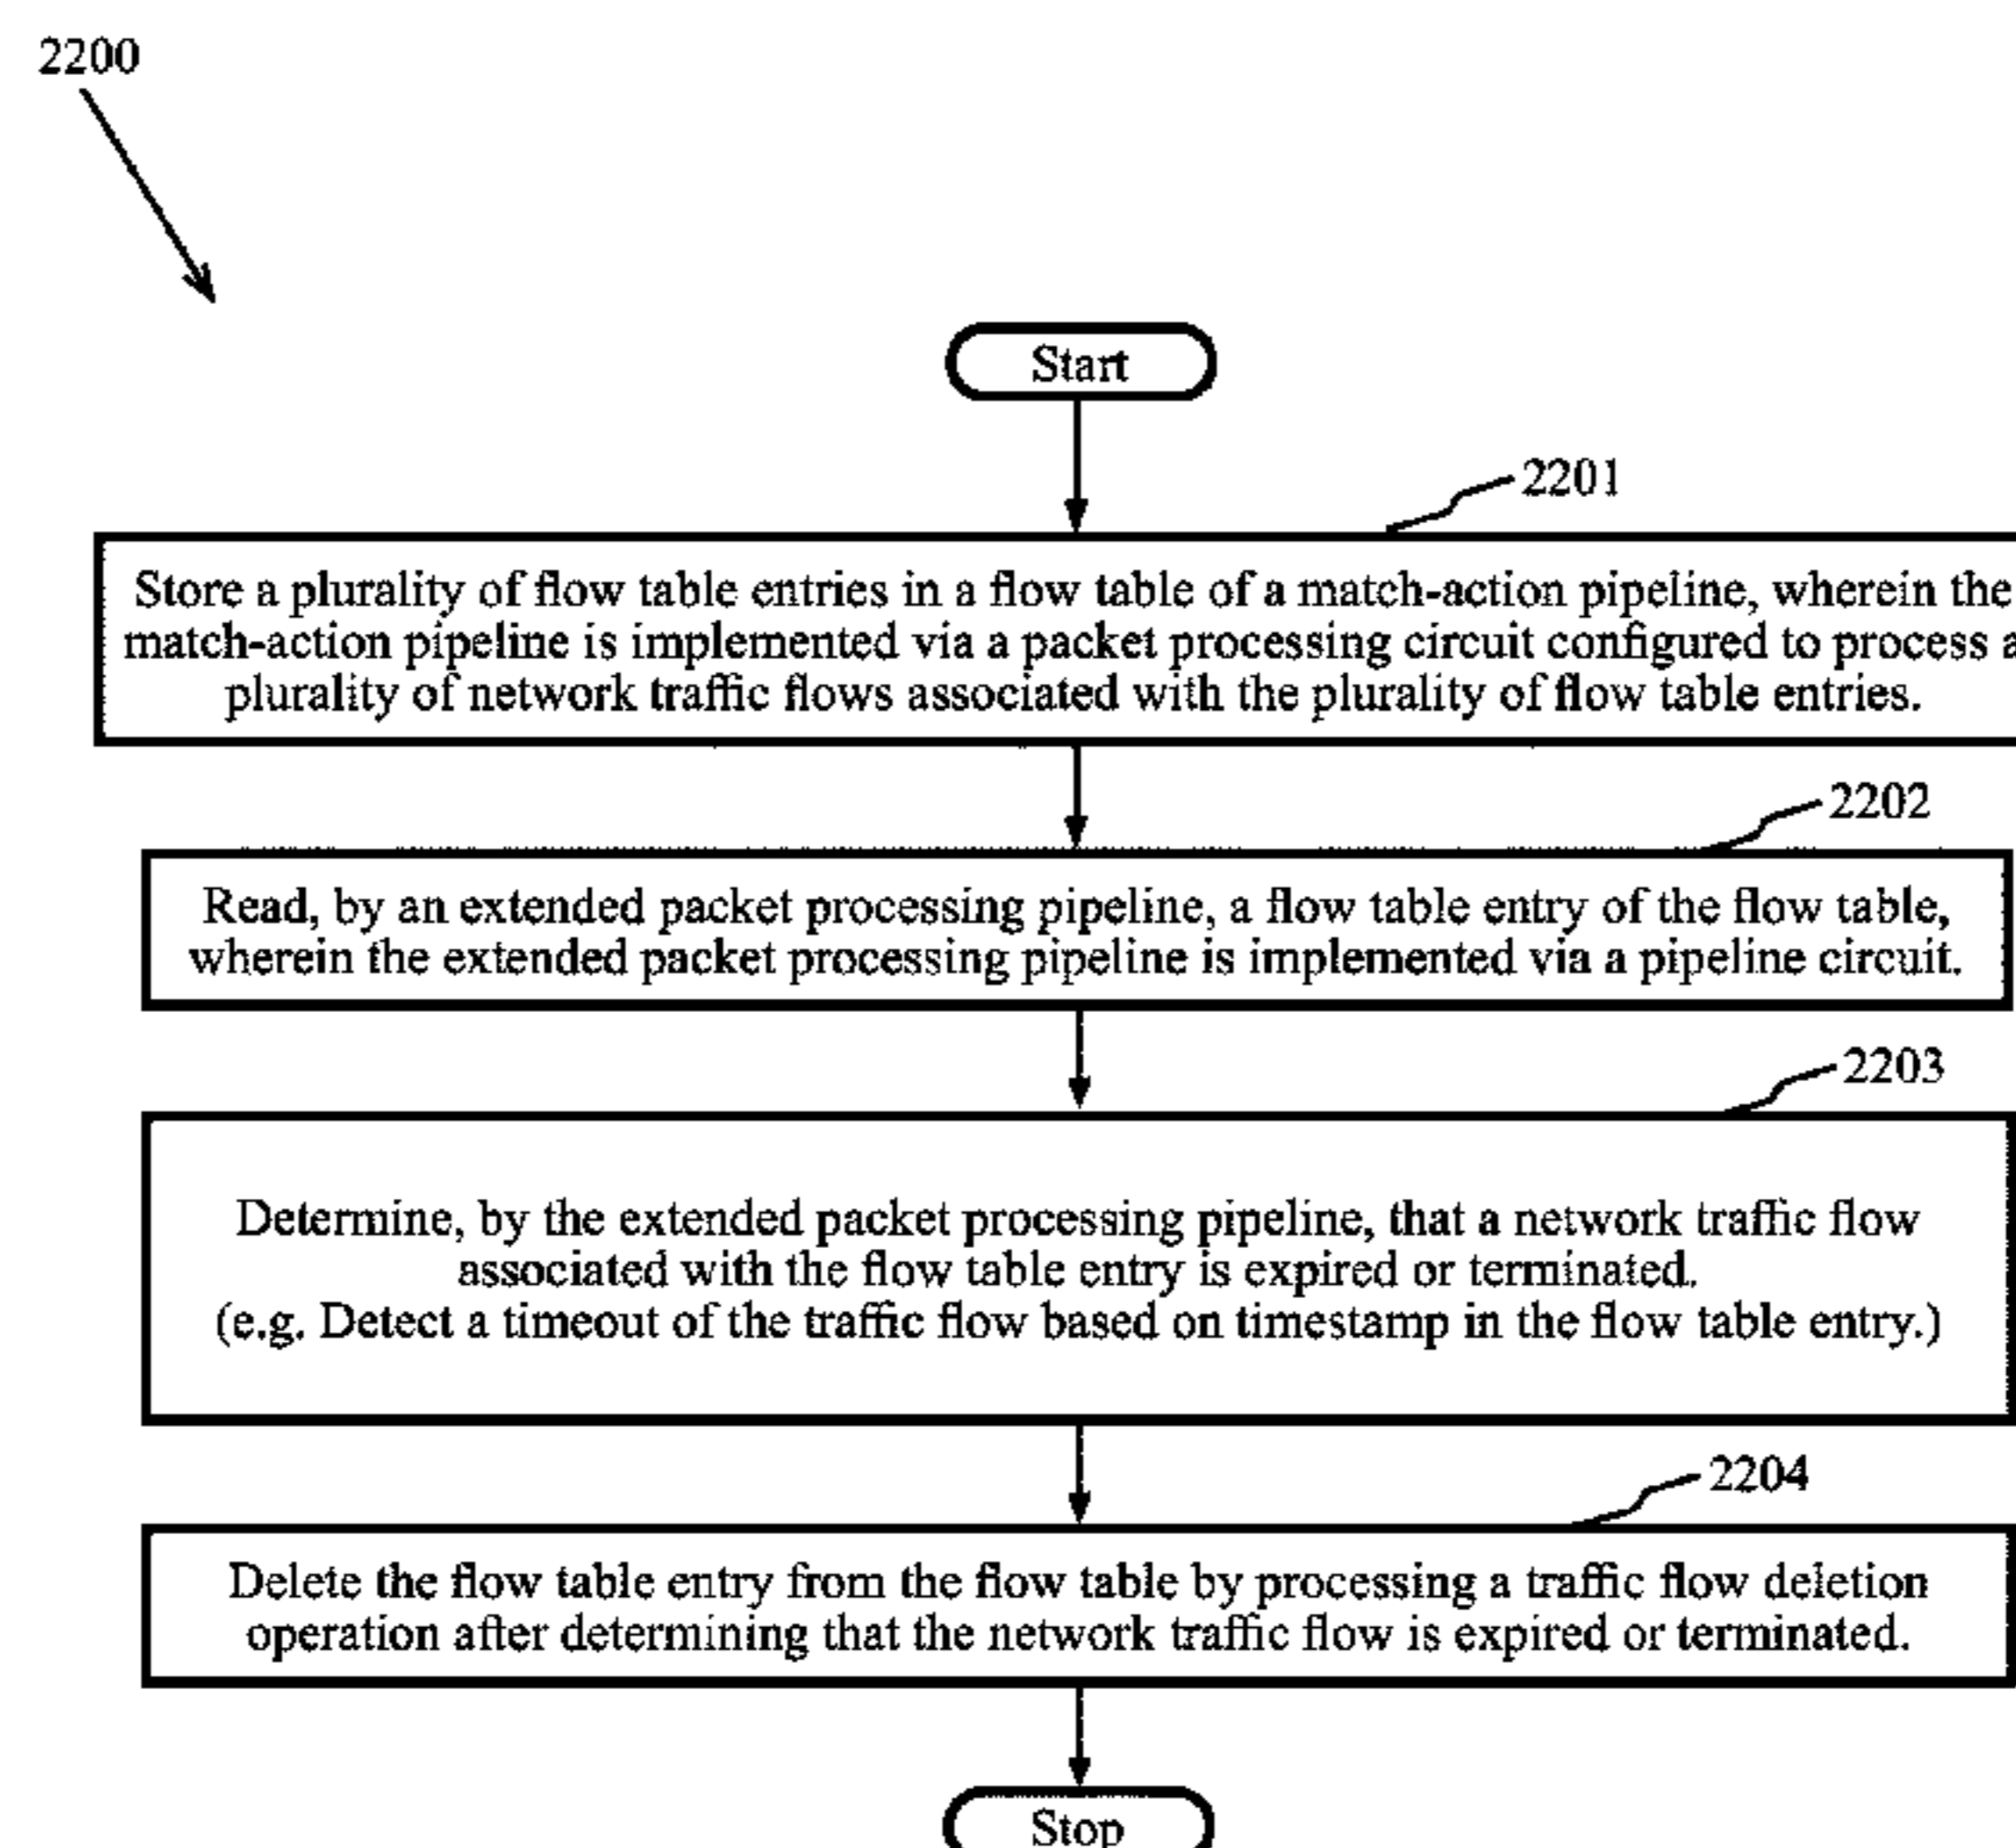 2200
Start
2201
Store a plurality of flow table entries in a flow table of a match-action pipeline, wherein the
match-action pipeline is implemented via a packet processing circuit configured to process a
plurality of network traffic flows associated with the plurality of flow table entries.
2202
Read, by an extended packet processing pipeline, a flow table entry of the flow table,
wherein the extended packet processing pipeline is implemented via a pipeline circuit.
2203
Determine, by the extended packet processing pipeline, that a network traffic flow
associated with the flow table entry is expired or terminated.
(e.g. Detect a timeout of the traffic flow based on timestamp in the flow table entry.)
2204
Delete the flow table entry from the flow table by processing a traffic flow deletion
operation after determining that the network traffic flow is expired or terminated.
Stop